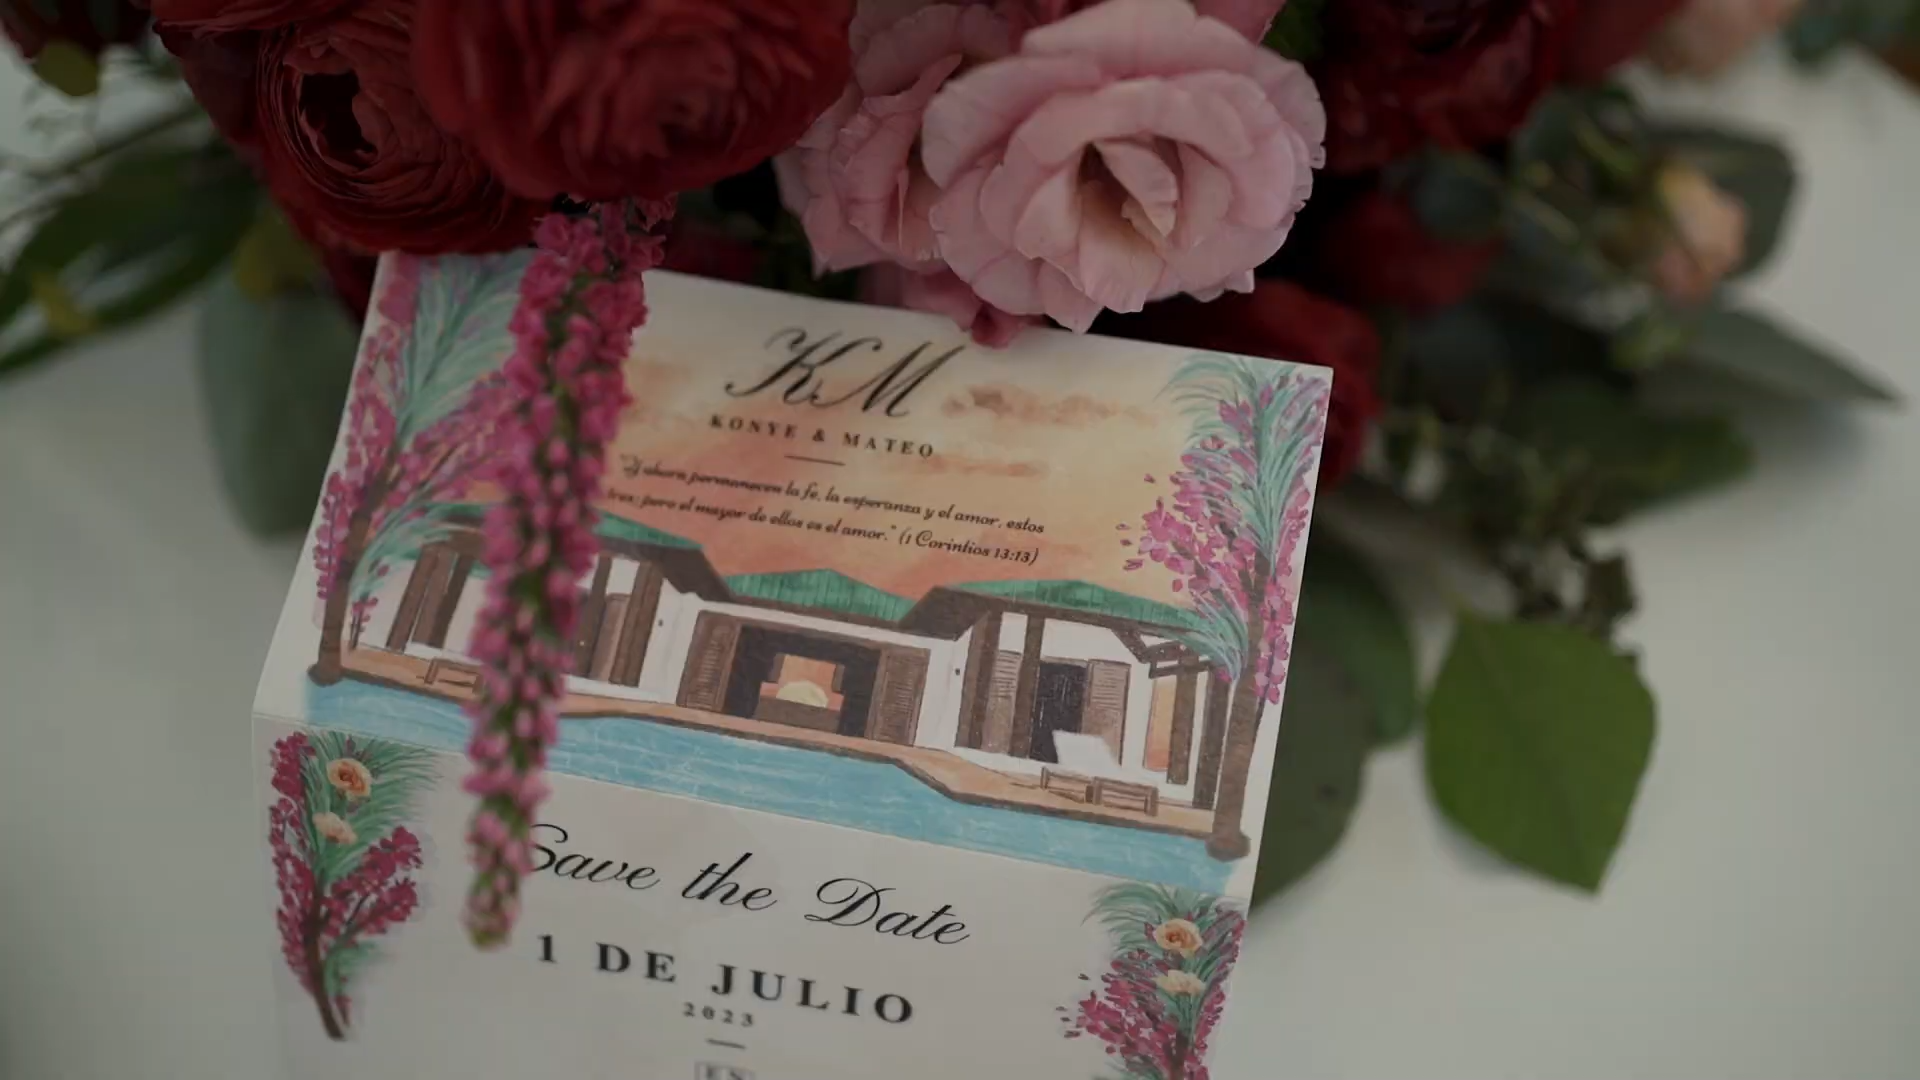 KM
KONYE & MATEO
"Y ahora permanecen la fe, la esperanza y el amor, estos
tres; pero el mayor de ellos es el amor." (1 Corintios 13:13)
Save the Date
1 DE JULIO
2023
ES